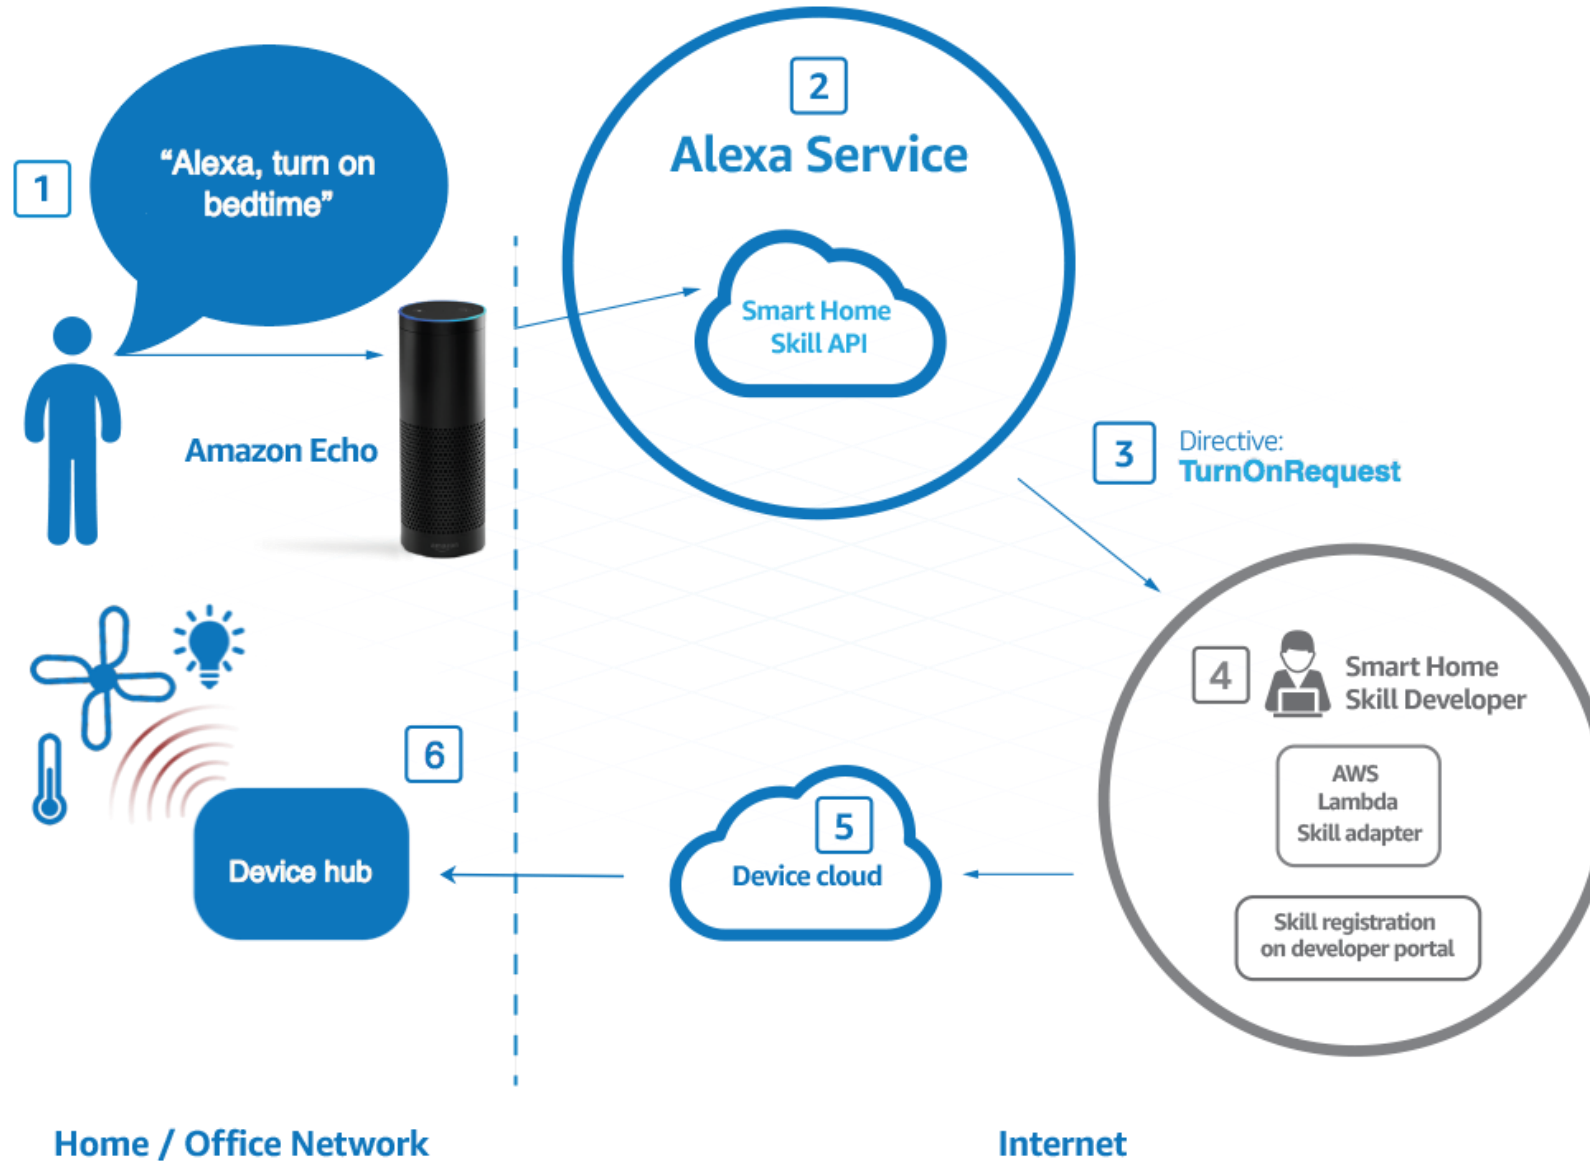 1
“Alexa, turn on
bedtime”
Amazon Echo
2
Alexa Service
Smart Home
Skill API
3
Directive:
TurnOnRequest
4
Smart Home
Skill Developer
AWS
Lambda
Skill adapter
Skill registration
on developer portal
5
Device cloud
6
Device hub
Home / Office Network
Internet